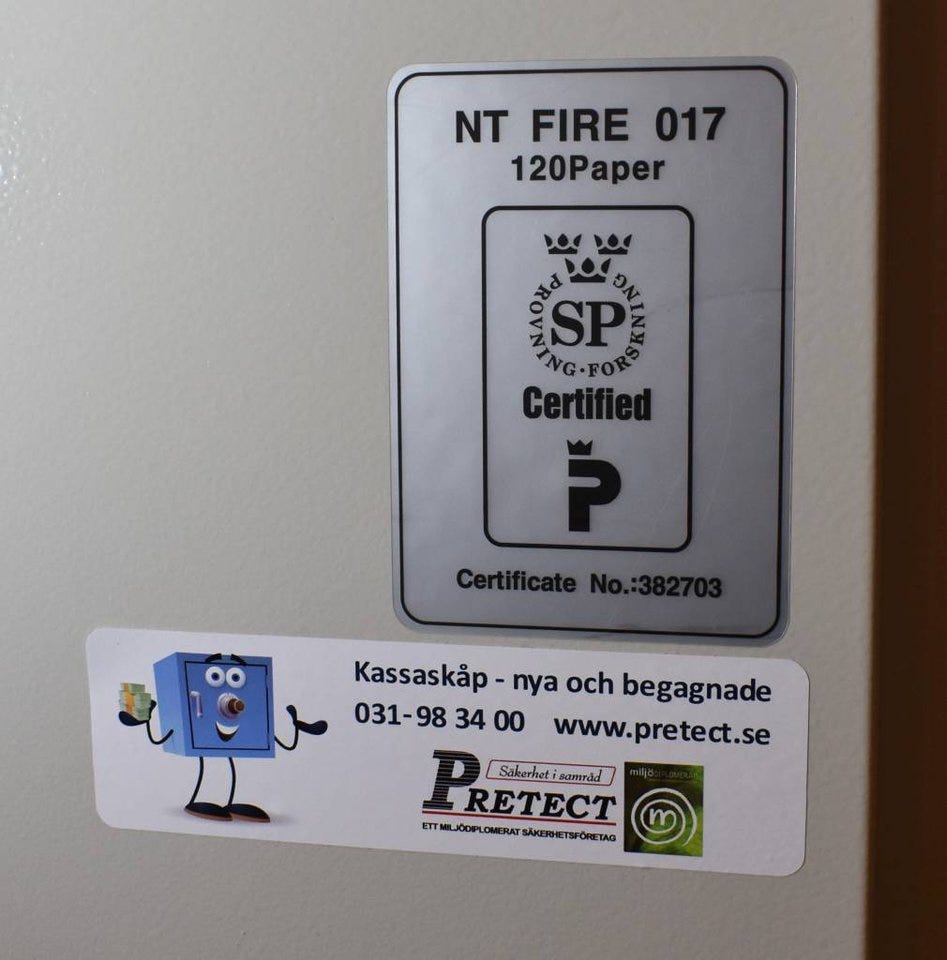 NT FIRE 017
120Paper
SP
PROVNING·FORSKNING
Certified
P
Certificate No.:382703
Kassaskåp - nya och begagnade
031-98 34 00 www.pretect.se
Säkerhet i samråd
PRETECT
ETT MILJÖDIPLOMERAT SÄKERHETSFÖRETAG
miljöDIPLOMERAT
m